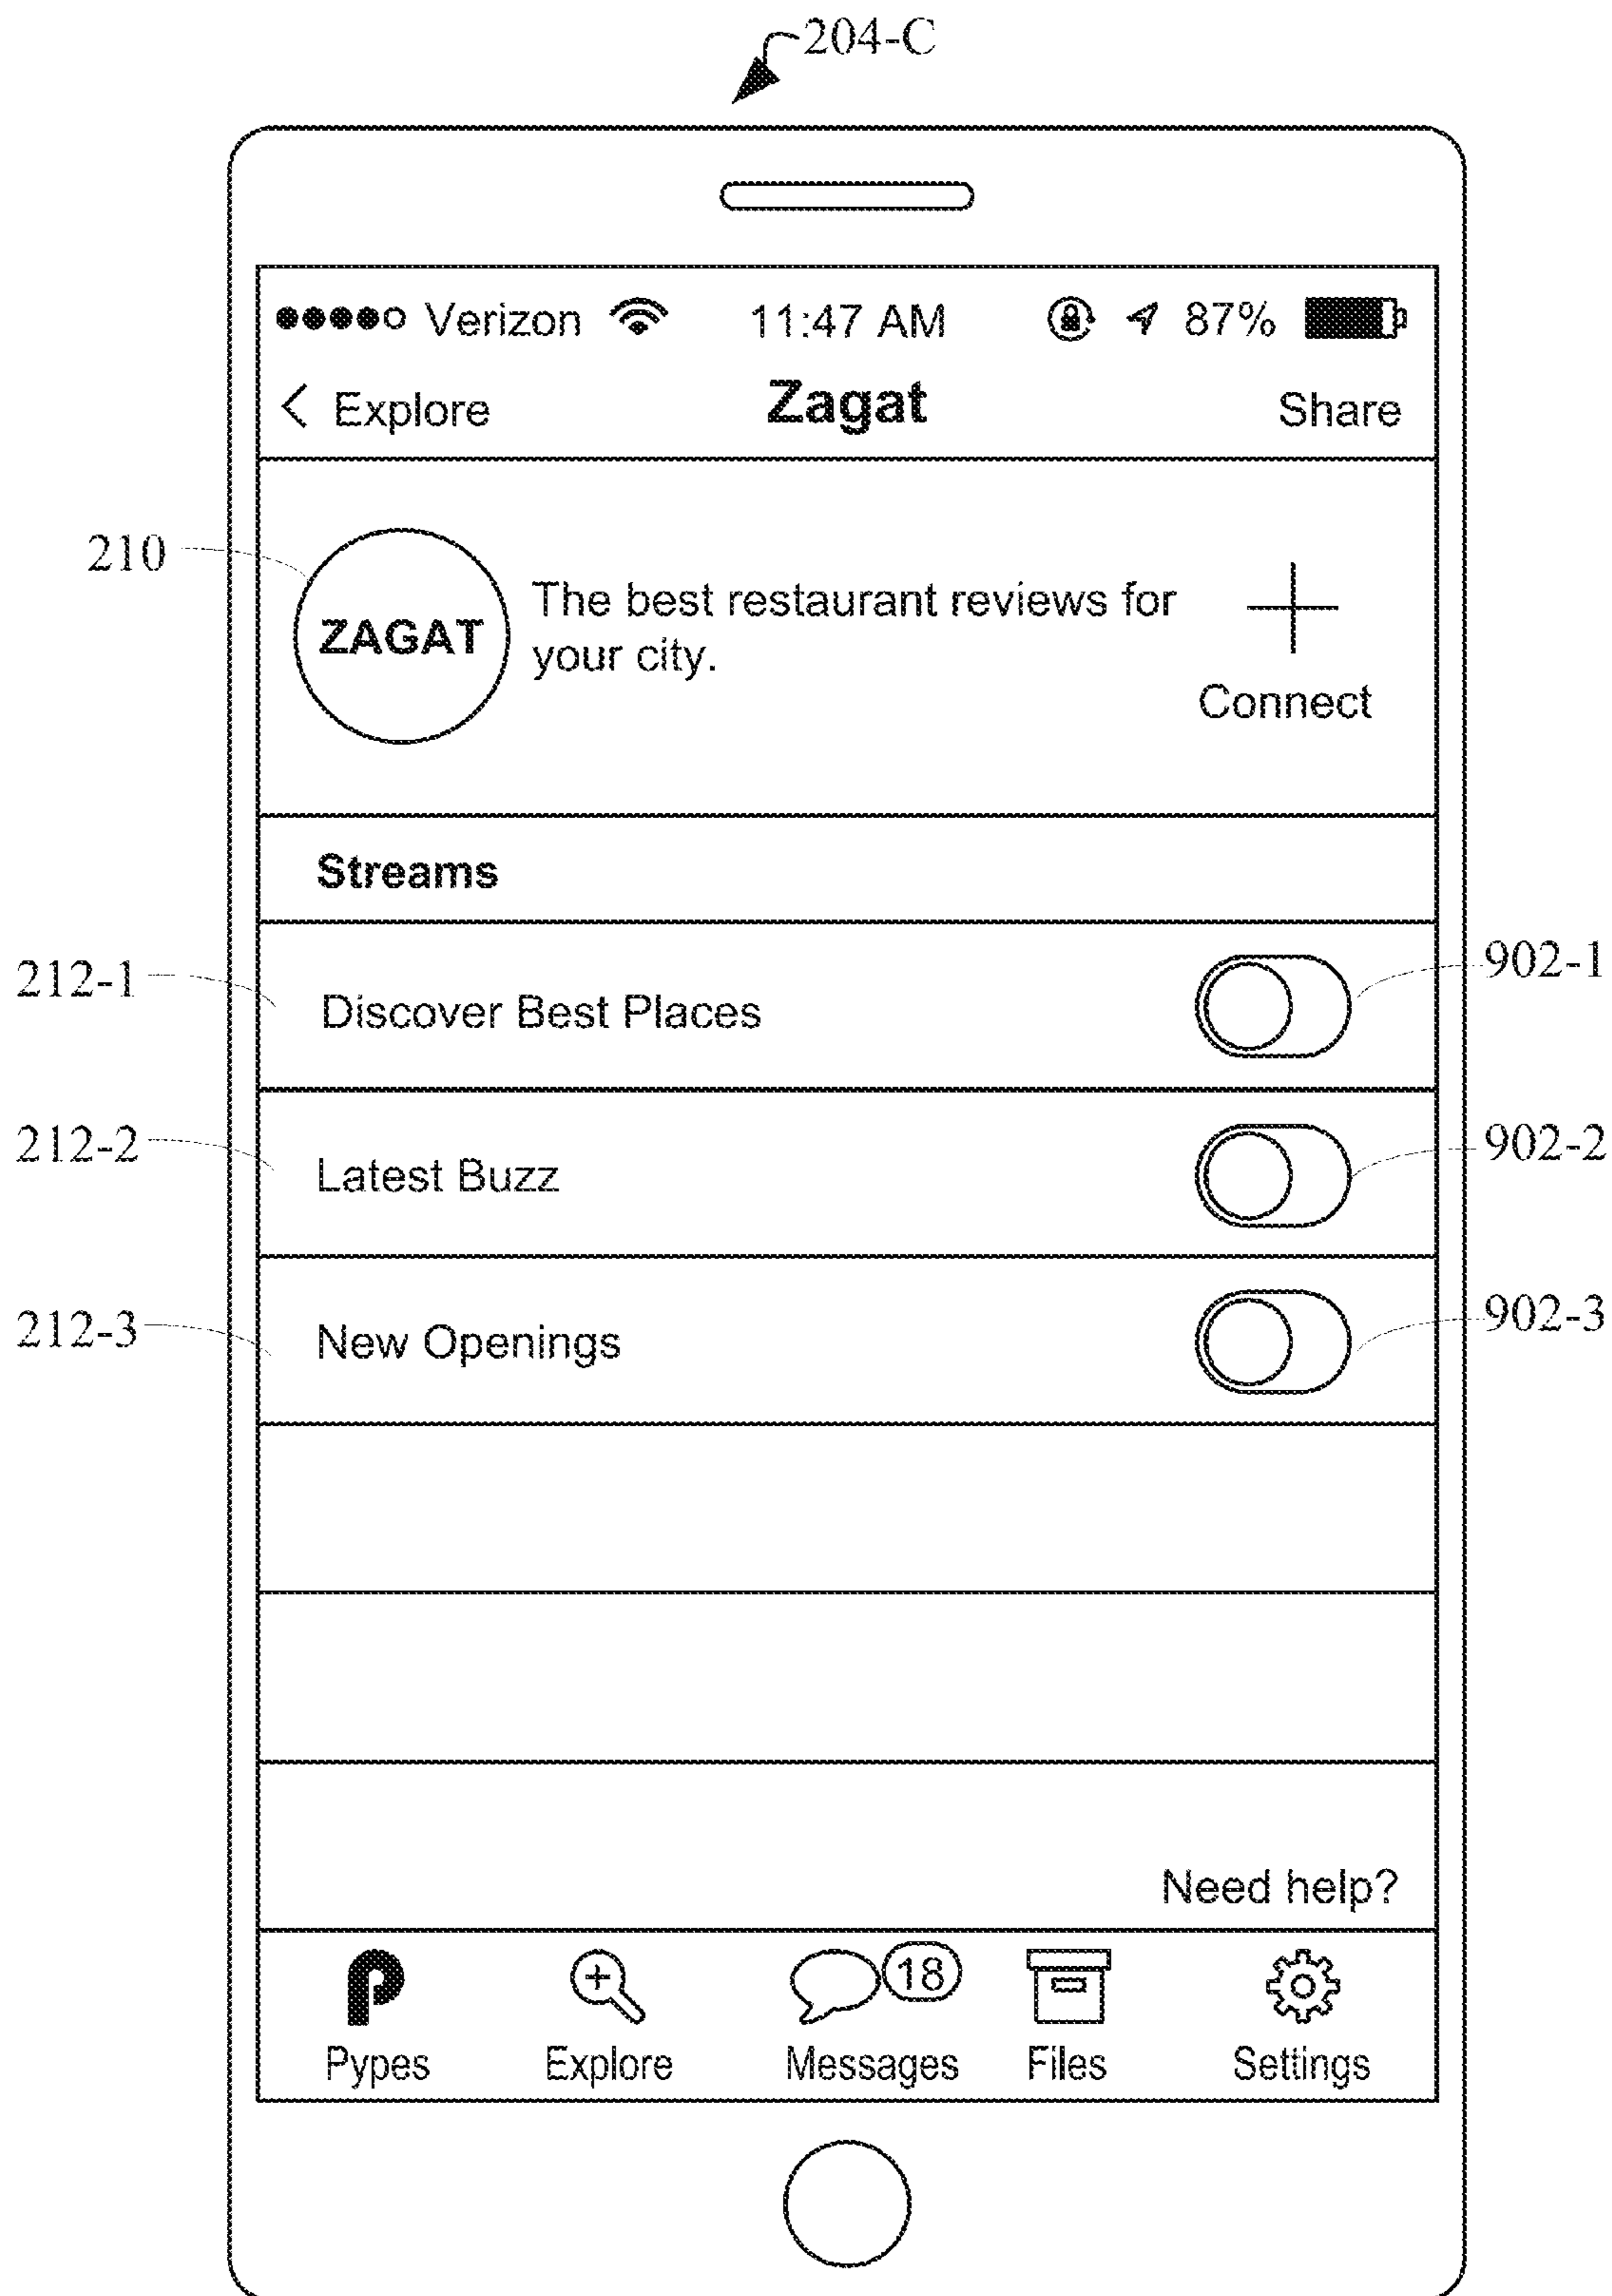 204-C
Verizon 11:47 AM 87%
< Explore Zagat Share
210
ZAGAT
The best restaurant reviews for
your city.
Connect
Streams
212-1 Discover Best Places 902-1
212-2 Latest Buzz 902-2
212-3 New Openings 902-3
Need help?
18
Pypes Explore Messages Files Settings